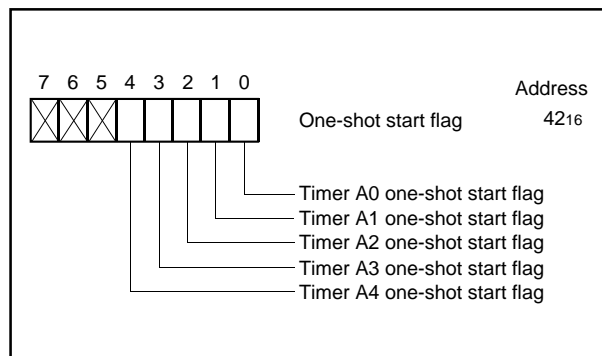 7 6 5 4 3 2 1 0
Address
One-shot start flag 4216
Timer A0 one-shot start flag
Timer A1 one-shot start flag
Timer A2 one-shot start flag
Timer A3 one-shot start flag
Timer A4 one-shot start flag